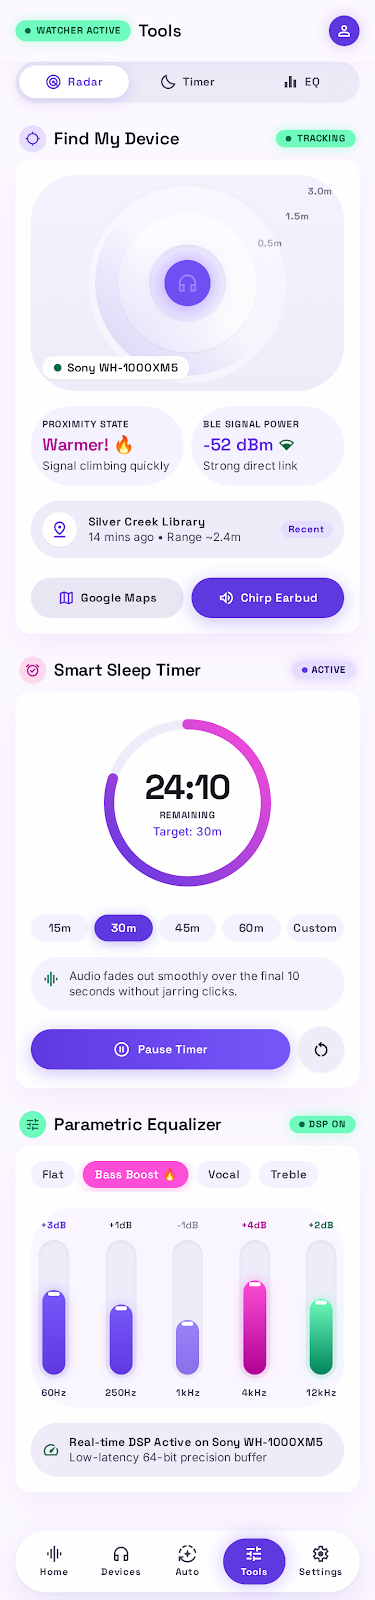 WATCHER ACTIVE Tools
Radar Timer EQ
Find My Device TRACKING
3.0m
1.5m
0.5m
Sony WH-1000XM5
PROXIMITY STATE
Warmer! 🔥
Signal climbing quickly
BLE SIGNAL POWER
-52 dBm
Strong direct link
Silver Creek Library
14 mins ago • Range ~2.4m
Recent
Google Maps Chirp Earbud
Smart Sleep Timer ACTIVE
24:10
REMAINING
Target: 30m
15m 30m 45m 60m Custom
Audio fades out smoothly over the final 10
seconds without jarring clicks.
Pause Timer
Parametric Equalizer DSP ON
Flat Bass Boost 🔥 Vocal Treble
+3dB +1dB -1dB +4dB +2dB
60Hz 250Hz 1kHz 4kHz 12kHz
Real-time DSP Active on Sony WH-1000XM5
Low-latency 64-bit precision buffer
Home Devices Auto Tools Settings